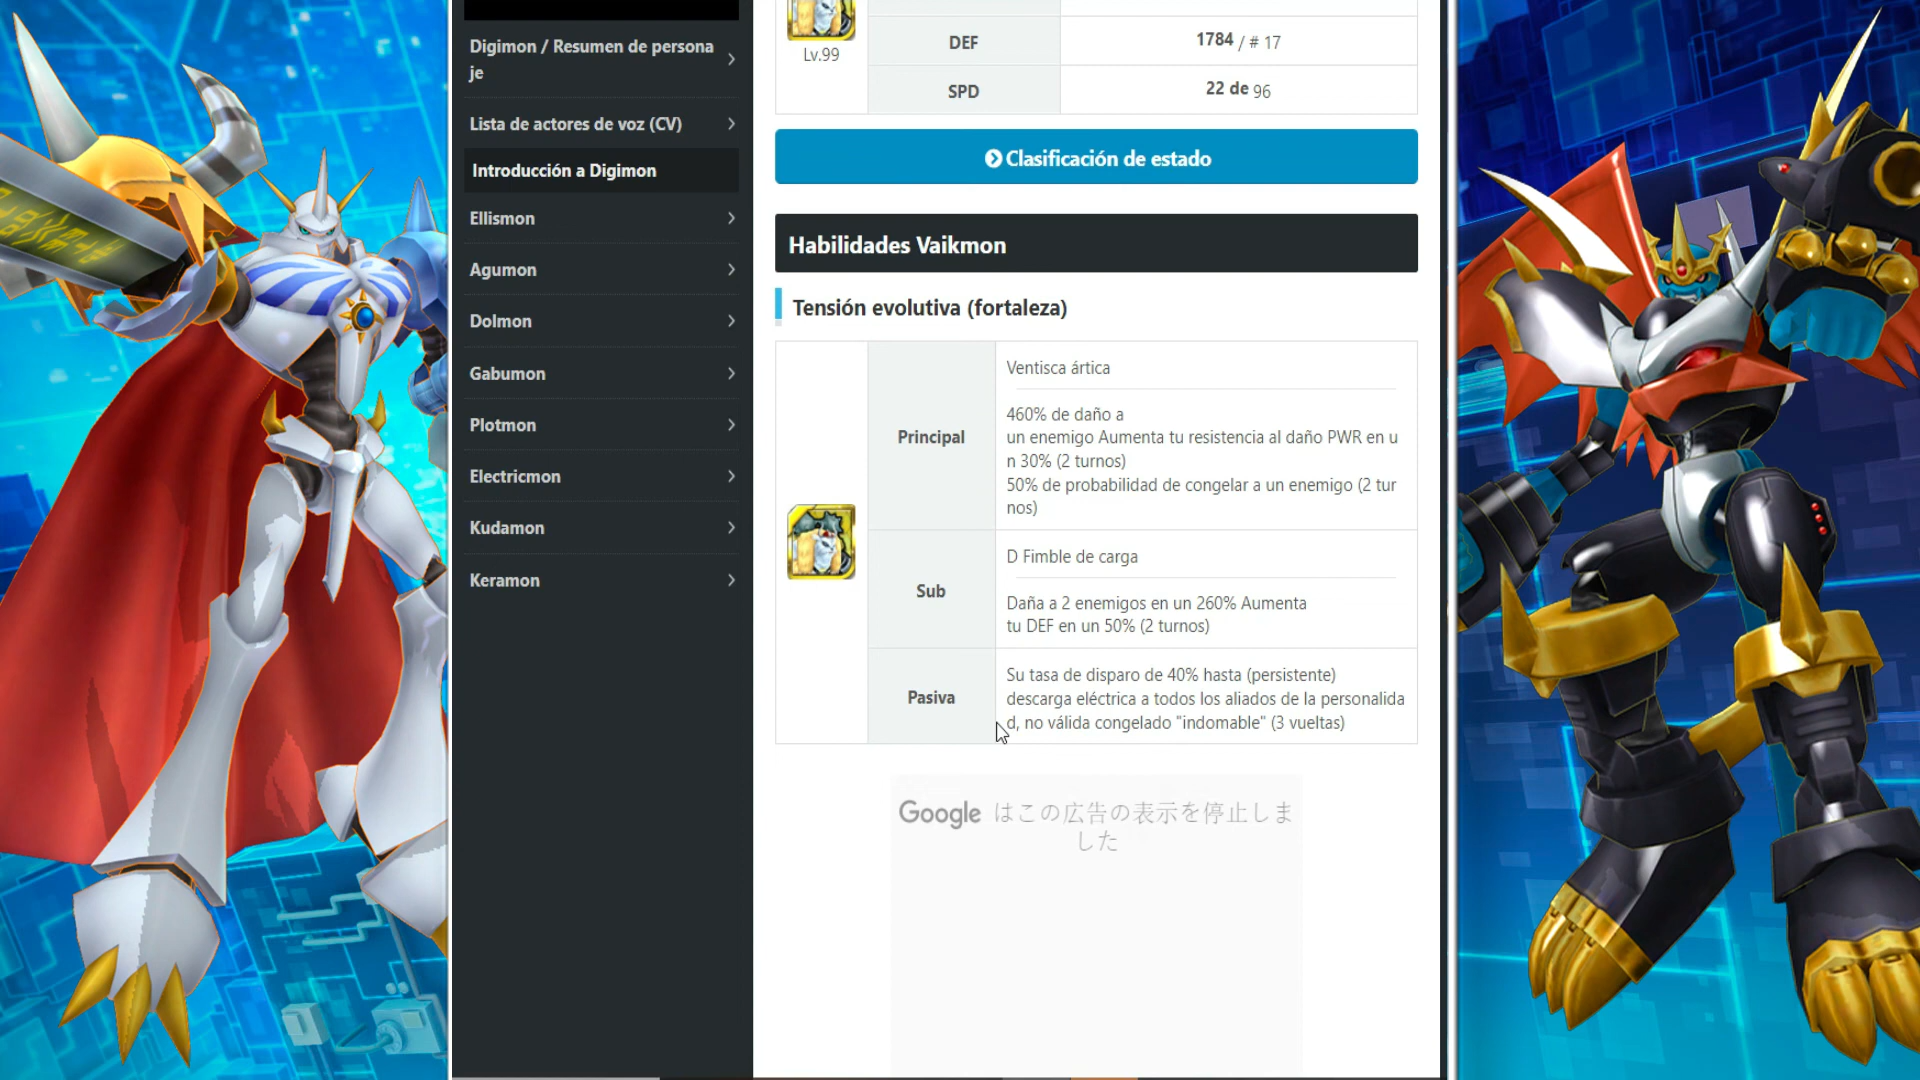 Digimon / Resumen de persona
je
Lista de actores de voz (CV)
Introducción a Digimon
Ellismon
Agumon
Dolmon
Gabumon
Plotmon
Electricmon
Kudamon
Keramon
Lv.99
DEF
1784 / # 17
SPD
22 de 96
Clasificación de estado
Habilidades Vaikmon
Tensión evolutiva (fortaleza)
Principal
Ventisca ártica
460% de daño a
un enemigo Aumenta tu resistencia al daño PWR en u
n 30% (2 turnos)
50% de probabilidad de congelar a un enemigo (2 tur
nos)
Sub
D Fimble de carga
Daña a 2 enemigos en un 260% Aumenta
tu DEF en un 50% (2 turnos)
Pasiva
Su tasa de disparo de 40% hasta (persistente)
descarga eléctrica a todos los aliados de la personalida
d, no válida congelado "indomable" (3 vueltas)
Google はこの広告の表示を停止しま
した